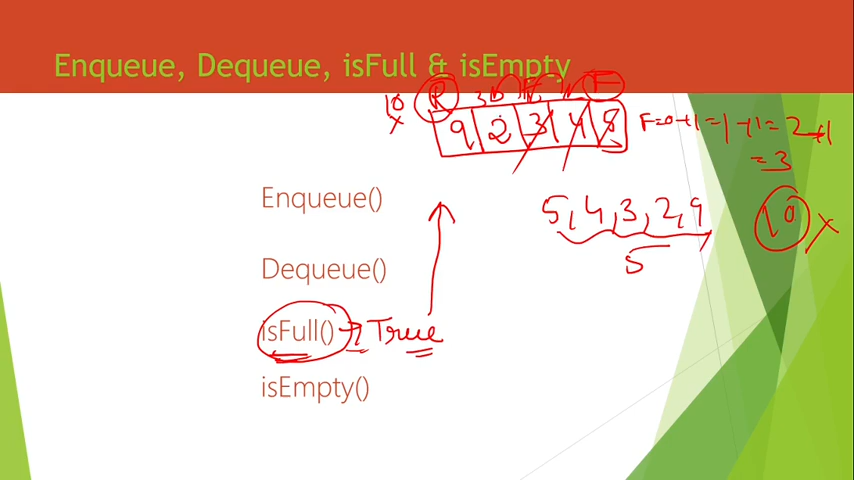 Enqueue, Dequeue, isFull & isEmpty
10 R F
x 9 2 3 4 8 F=0+1=1+1=2+1
=3
Enqueue()
5,4,3,2,9 10 x
5
Dequeue()
isFull() → True
isEmpty()